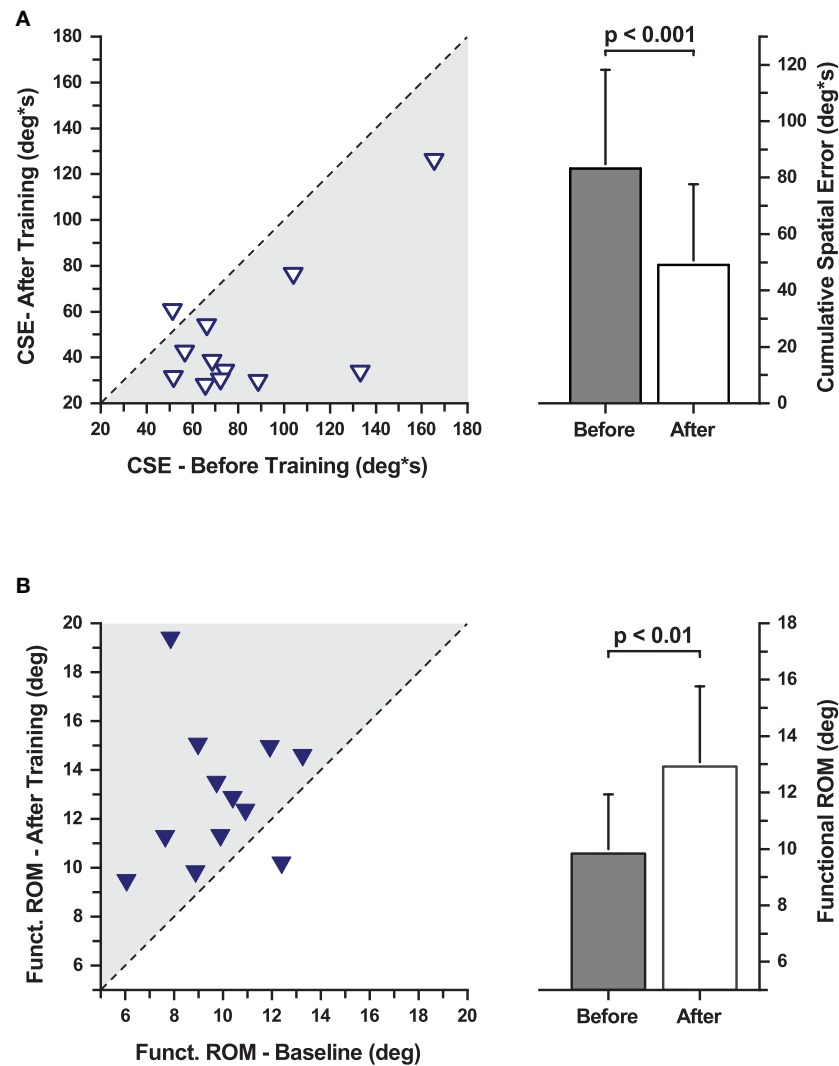 A
CSE- After Training (deg*s)
180
160
140
120
100
80
60
40
20
20 40 60 80 100 120 140 160 180
CSE - Before Training (deg*s)
p < 0.001
120
100
80
60
40
20
0
Cumulative Spatial Error (deg*s)
Before After
B
Funct. ROM - After Training (deg)
20
18
16
14
12
10
8
6
6 8 10 12 14 16 18 20
Funct. ROM - Baseline (deg)
p < 0.01
18
16
14
12
10
8
6
Functional ROM (deg)
Before After